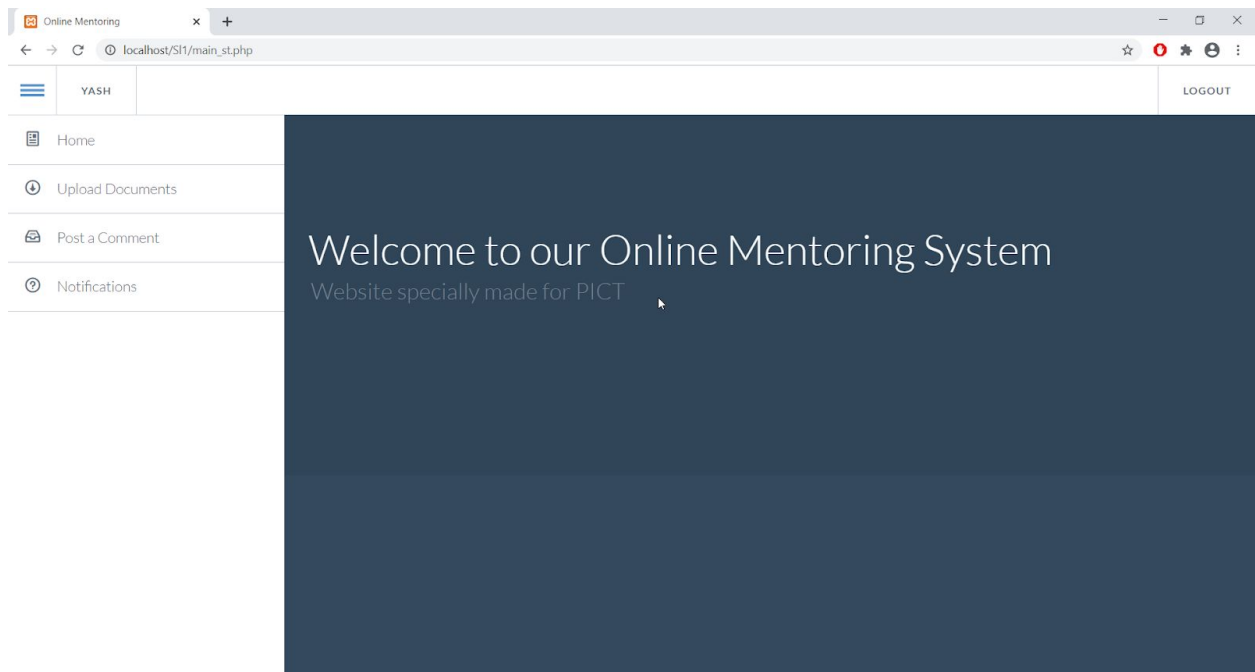 Online Mentoring
localhost/Sl1/main_st.php
YASH
LOGOUT
Home
Upload Documents
Post a Comment
Notifications
Welcome to our Online Mentoring System
Website specially made for PICT